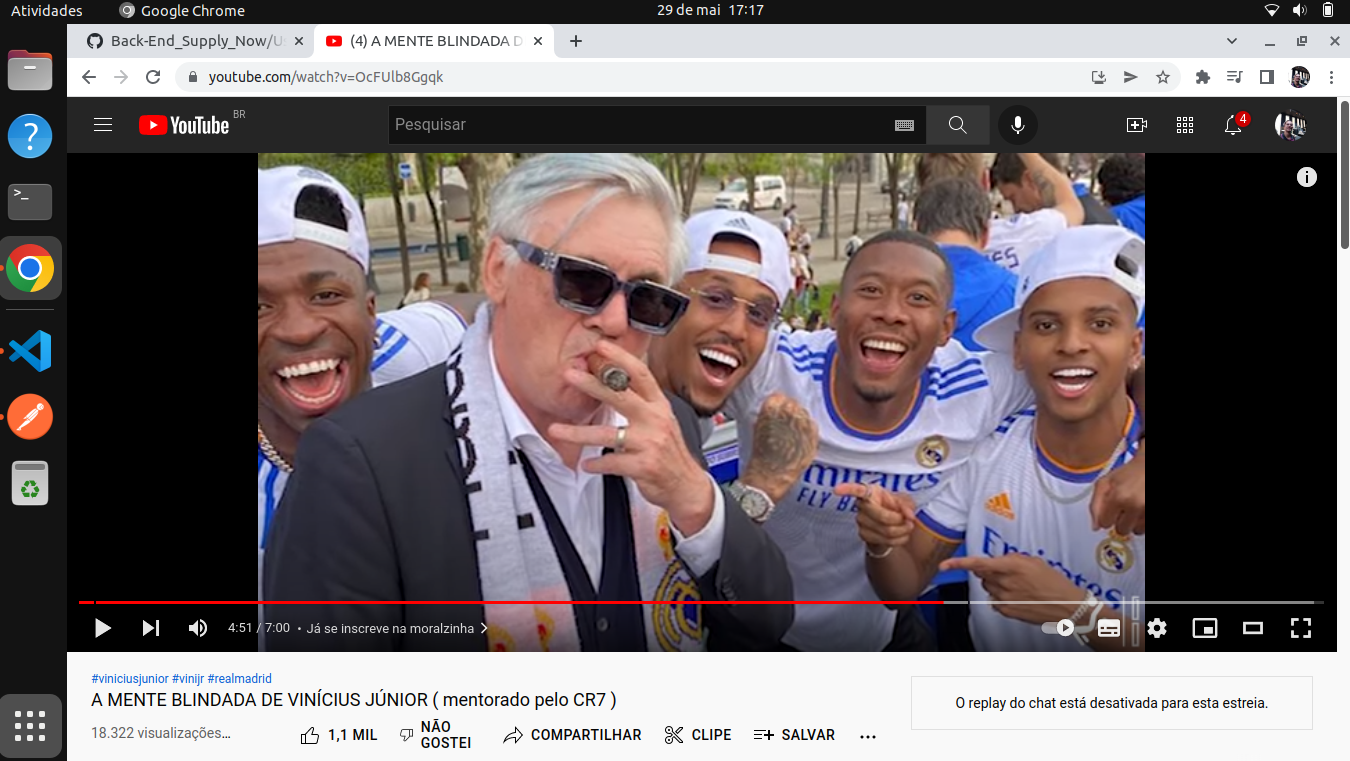 Atividades
Google Chrome
29 de mai 17:17
Back-End_Supply_Now/Us
(4) A MENTE BLINDADA D
youtube.com/watch?v=OcFUlb8Ggqk
YouTube BR
Pesquisar
4
Emirates
FLY BE
Emirates
4:51 / 7:00 • Já se inscreve na moralzinha
#viniciusjunior #vinijr #realmadrid
A MENTE BLINDADA DE VINÍCIUS JÚNIOR ( mentorado pelo CR7 )
O replay do chat está desativada para esta estreia.
18.322 visualizações…
1,1 MIL
NÃO
GOSTEI
COMPARTILHAR
CLIPE
SALVAR